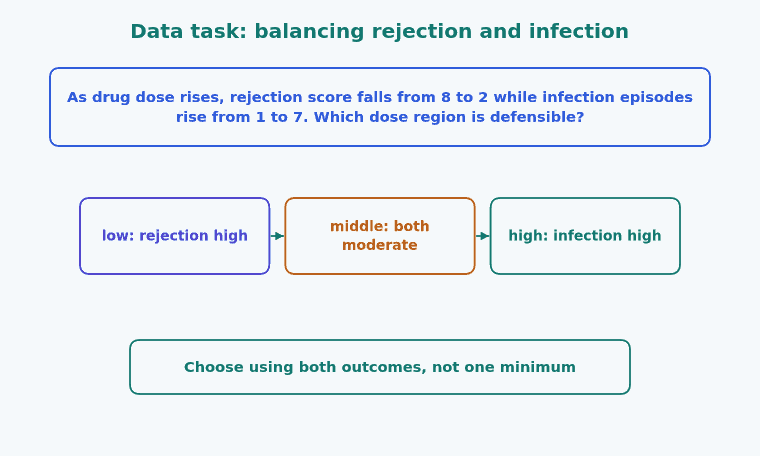 Data task: balancing rejection and infection
As drug dose rises, rejection score falls from 8 to 2 while infection episodes
rise from 1 to 7. Which dose region is defensible?
low: rejection high
middle: both
moderate
high: infection high
Choose using both outcomes, not one minimum